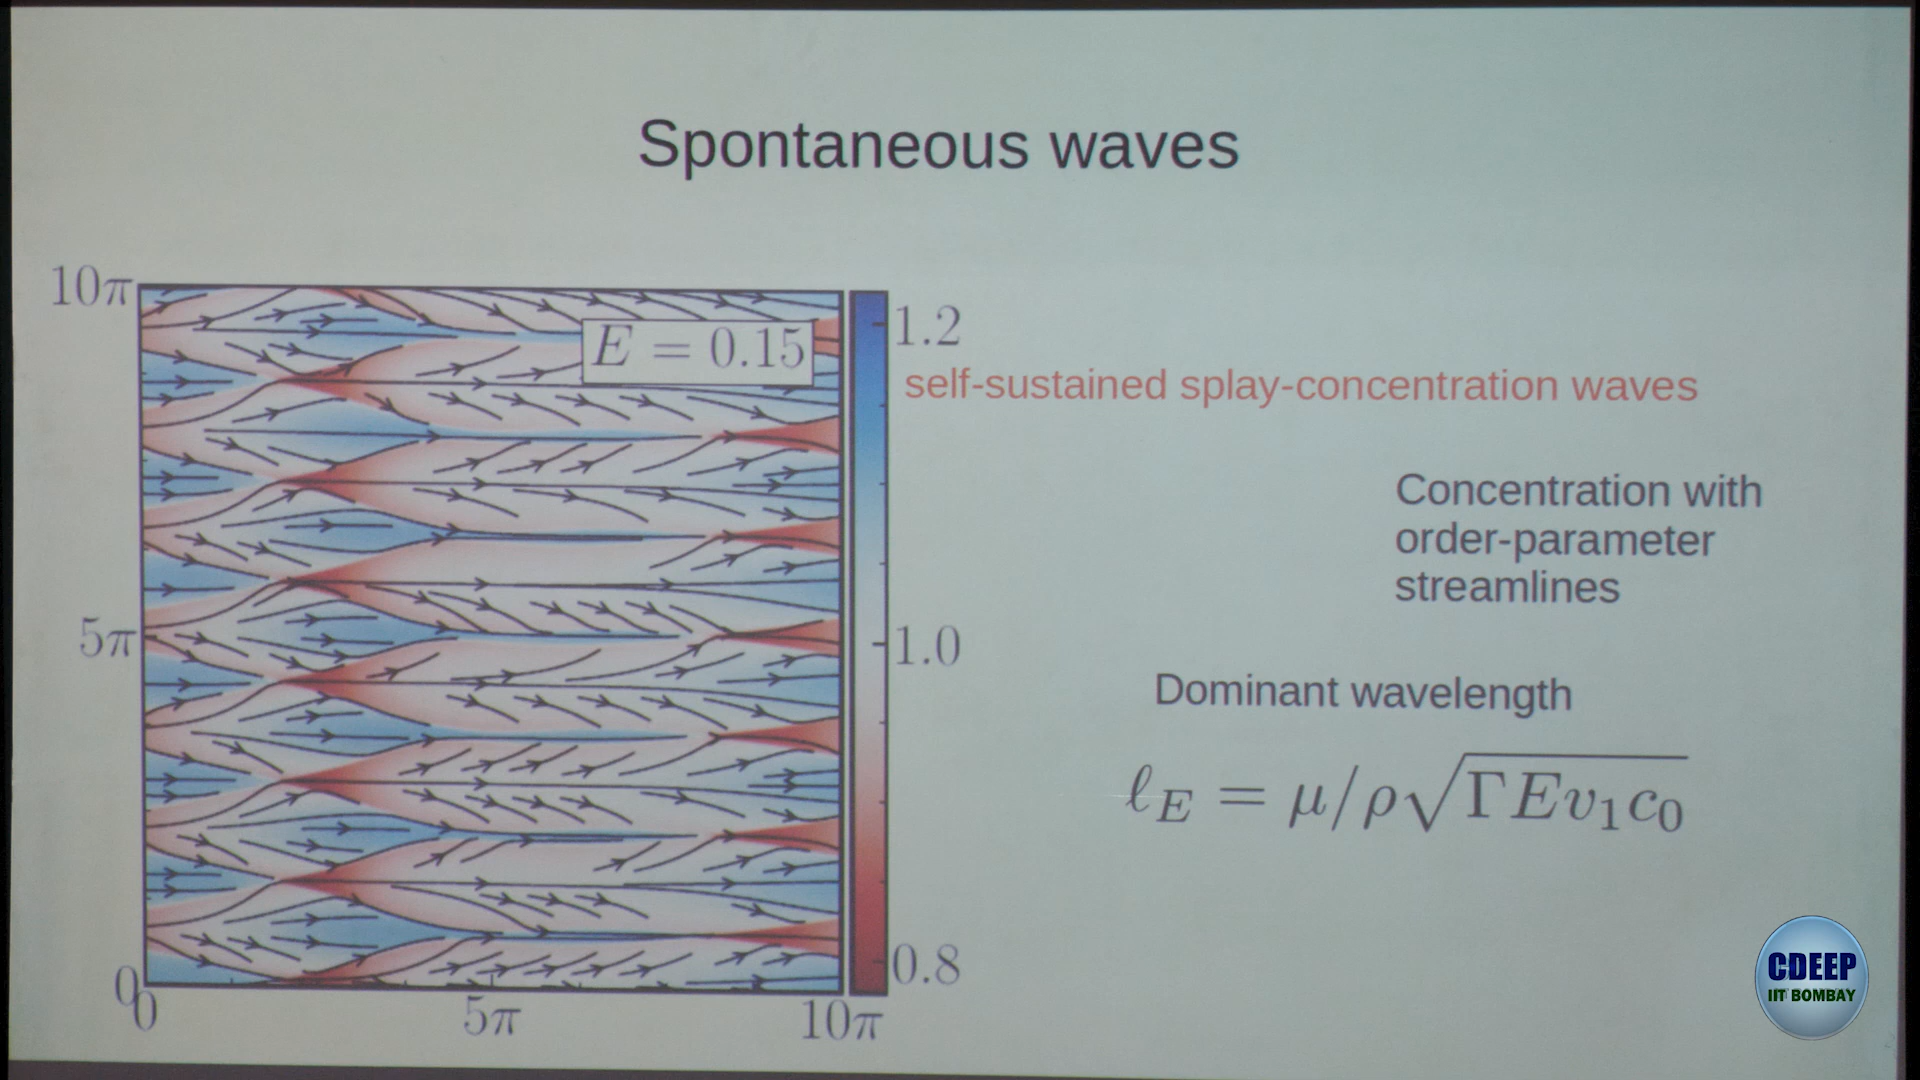 Spontaneous waves
10π
5π
0
0
5π
10π
E = 0.15
1.2
1.0
0.8
self-sustained splay-concentration waves
Concentration with
order-parameter
streamlines
Dominant wavelength
ℓ_E = μ/ρ√(ΓEv₁c₀)
CDEEP
IIT BOMBAY